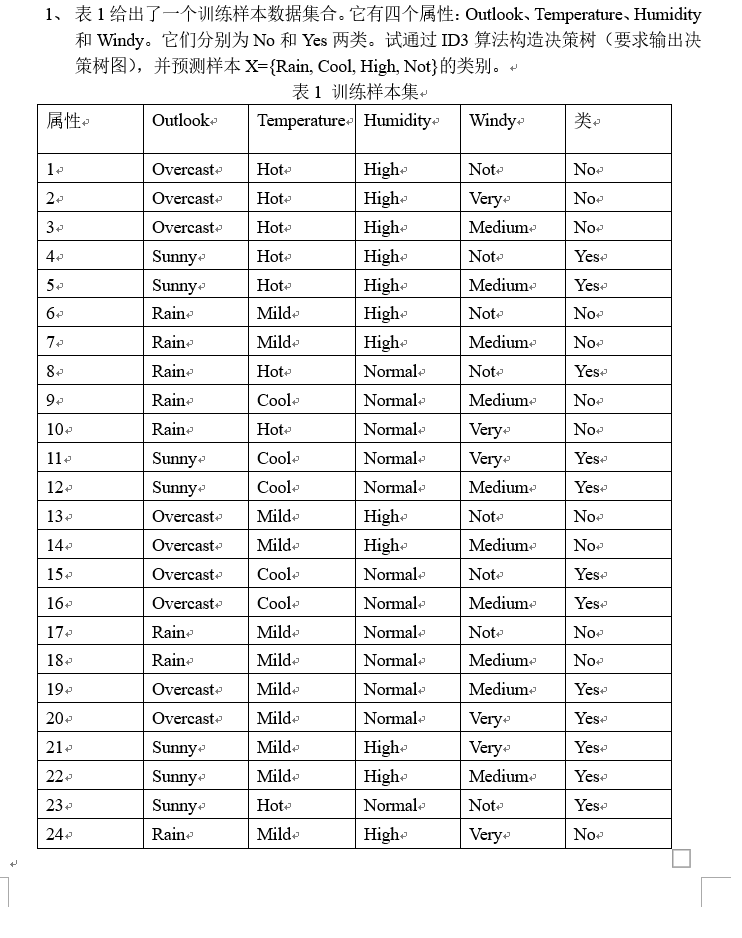 1、表 1 给出了一个训练样本数据集合。它有四个属性：Outlook、Temperature、Humidity
和 Windy。它们分别为 No 和 Yes 两类。试通过 ID3 算法构造决策树（要求输出决
策树图），并预测样本 X={Rain, Cool, High, Not}的类别。
表 1 训练样本集
属性 Outlook Temperature Humidity Windy 类
1 Overcast Hot High Not No
2 Overcast Hot High Very No
3 Overcast Hot High Medium No
4 Sunny Hot High Not Yes
5 Sunny Hot High Medium Yes
6 Rain Mild High Not No
7 Rain Mild High Medium No
8 Rain Hot Normal Not Yes
9 Rain Cool Normal Medium No
10 Rain Hot Normal Very No
11 Sunny Cool Normal Very Yes
12 Sunny Cool Normal Medium Yes
13 Overcast Mild High Not No
14 Overcast Mild High Medium No
15 Overcast Cool Normal Not Yes
16 Overcast Cool Normal Medium Yes
17 Rain Mild Normal Not No
18 Rain Mild Normal Medium No
19 Overcast Mild Normal Medium Yes
20 Overcast Mild Normal Very Yes
21 Sunny Mild High Very Yes
22 Sunny Mild High Medium Yes
23 Sunny Hot Normal Not Yes
24 Rain Mild High Very No